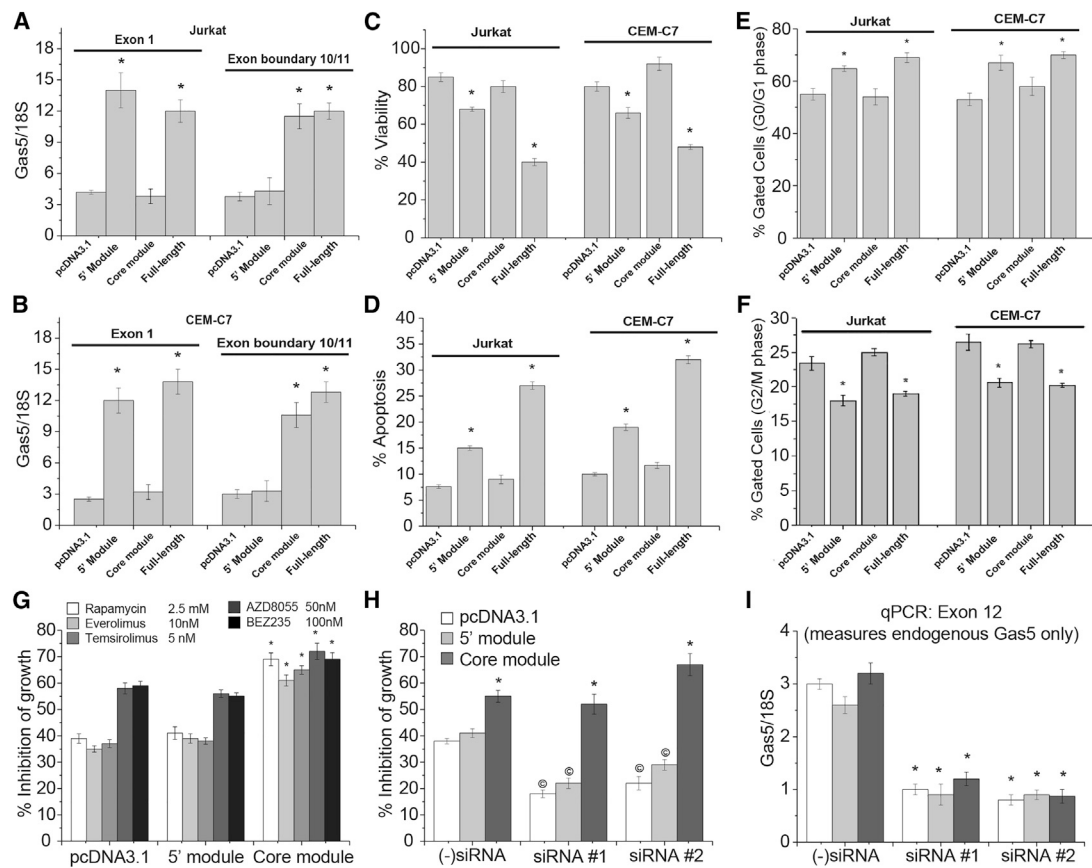 A
Jurkat
Exon 1
Exon boundary 10/11
Gas5/18S
18
15
12
9
6
3
0
* * * *
pcDNA3.1
5' Module
Core module
Full-length
pcDNA3.1
5' Module
Core module
Full-length
B
CEM-C7
Exon 1
Exon boundary 10/11
Gas5/18S
18
15
12
9
6
3
0
* * * *
pcDNA3.1
5' Module
Core module
Full-length
pcDNA3.1
5' Module
Core module
Full-length
C
Jurkat
CEM-C7
% Viability
100
80
60
40
20
0
* * * *
pcDNA3.1
5' Module
Core module
Full-length
pcDNA3.1
5' Module
Core module
Full-length
D
Jurkat
CEM-C7
% Apoptosis
40
35
30
25
20
15
10
5
0
* * * *
pcDNA3.1
5' Module
Core module
Full-length
pcDNA3.1
5' Module
Core module
Full-length
E
Jurkat
CEM-C7
% Gated Cells (G0/G1 phase)
80
60
40
20
0
* * * *
pcDNA3.1
5' Module
Core module
Full-length
pcDNA3.1
5' Module
Core module
Full-length
F
Jurkat
CEM-C7
% Gated Cells (G2/M phase)
30
25
20
15
10
5
0
* * * *
pcDNA3.1
5' Module
Core module
Full-length
pcDNA3.1
5' Module
Core module
Full-length
G
Rapamycin 2.5 mM
Everolimus 10nM
Temsirolimus 5 nM
AZD8055 50nM
BEZ235 100nM
% Inhibition of growth
80
70
60
50
40
30
20
10
0
* * * * *
pcDNA3.1
5' module
Core module
H
pcDNA3.1
5' module
Core module
% Inhibition of growth
80
70
60
50
40
30
20
10
0
* © © * © © *
(-)siRNA
siRNA #1
siRNA #2
I
qPCR: Exon 12
(measures endogenous Gas5 only)
Gas5/18S
4
3
2
1
0
* * * * * *
(-)siRNA
siRNA #1
siRNA #2